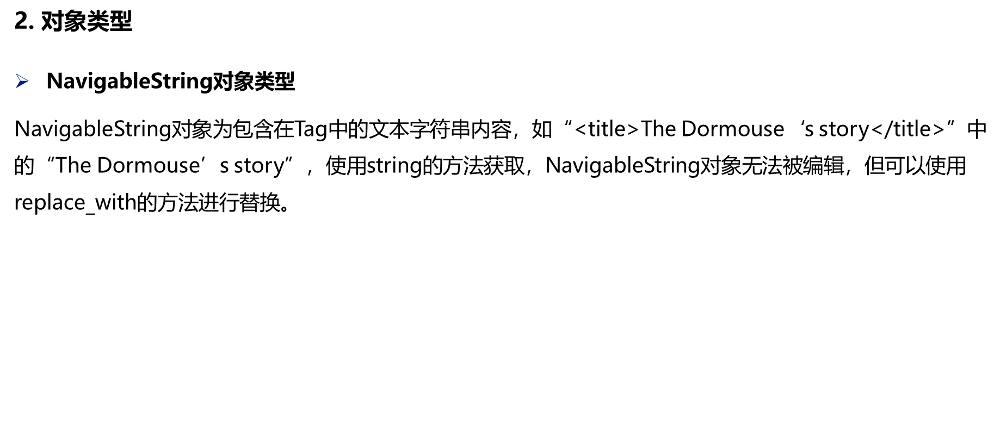 2. 对象类型
➢ NavigableString对象类型
NavigableString对象为包含在Tag中的文本字符串内容，如“<title>The Dormouse‘s story</title>”中
的“The Dormouse’s story”，使用string的方法获取，NavigableString对象无法被编辑，但可以使用
replace_with的方法进行替换。